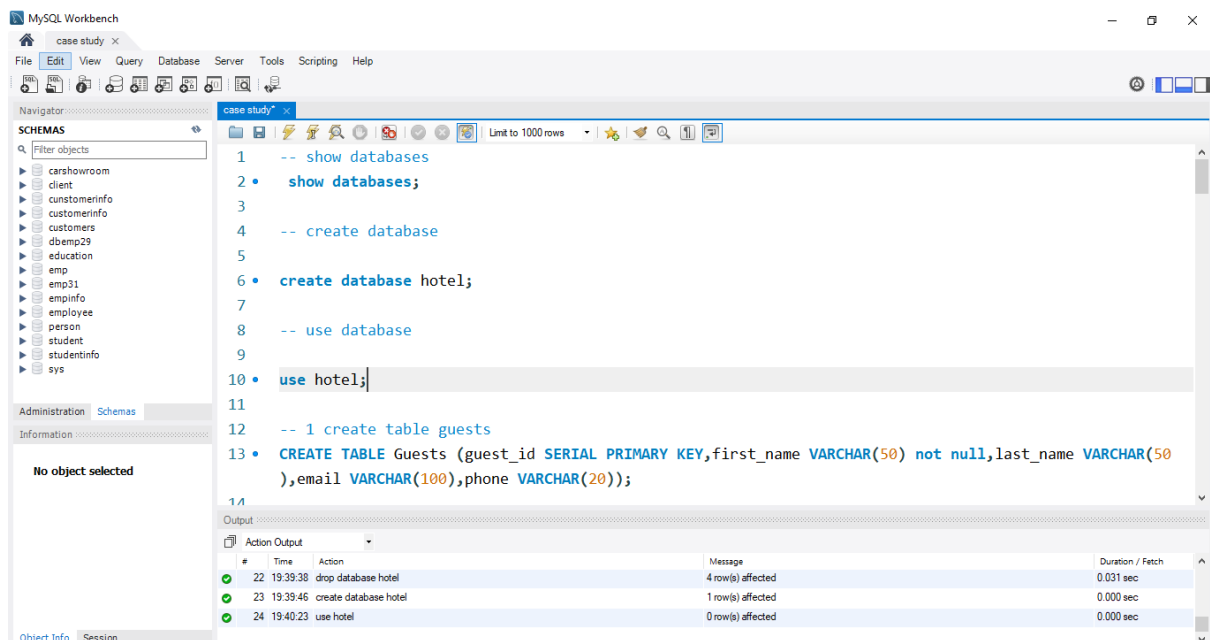 MySQL Workbench
case study
File Edit View Query Database Server Tools Scripting Help
Navigator
SCHEMAS
Filter objects
carshowroom
client
cunstomerinfo
customerinfo
customers
dbemp29
education
emp
emp31
empinfo
employee
person
student
studentinfo
sys
Administration Schemas
Information
No object selected
Object Info Session
case study*
Limit to 1000 rows
1 -- show databases
2 show databases;
3
4 -- create database
5
6 create database hotel;
7
8 -- use database
9
10 use hotel;
11
12 -- 1 create table guests
13 CREATE TABLE Guests (guest_id SERIAL PRIMARY KEY,first_name VARCHAR(50) not null,last_name VARCHAR(50
),email VARCHAR(100),phone VARCHAR(20));
14
Output
Action Output
# Time Action Message Duration / Fetch
22 19:39:38 drop database hotel 4 row(s) affected 0.031 sec
23 19:39:46 create database hotel 1 row(s) affected 0.000 sec
24 19:40:23 use hotel 0 row(s) affected 0.000 sec